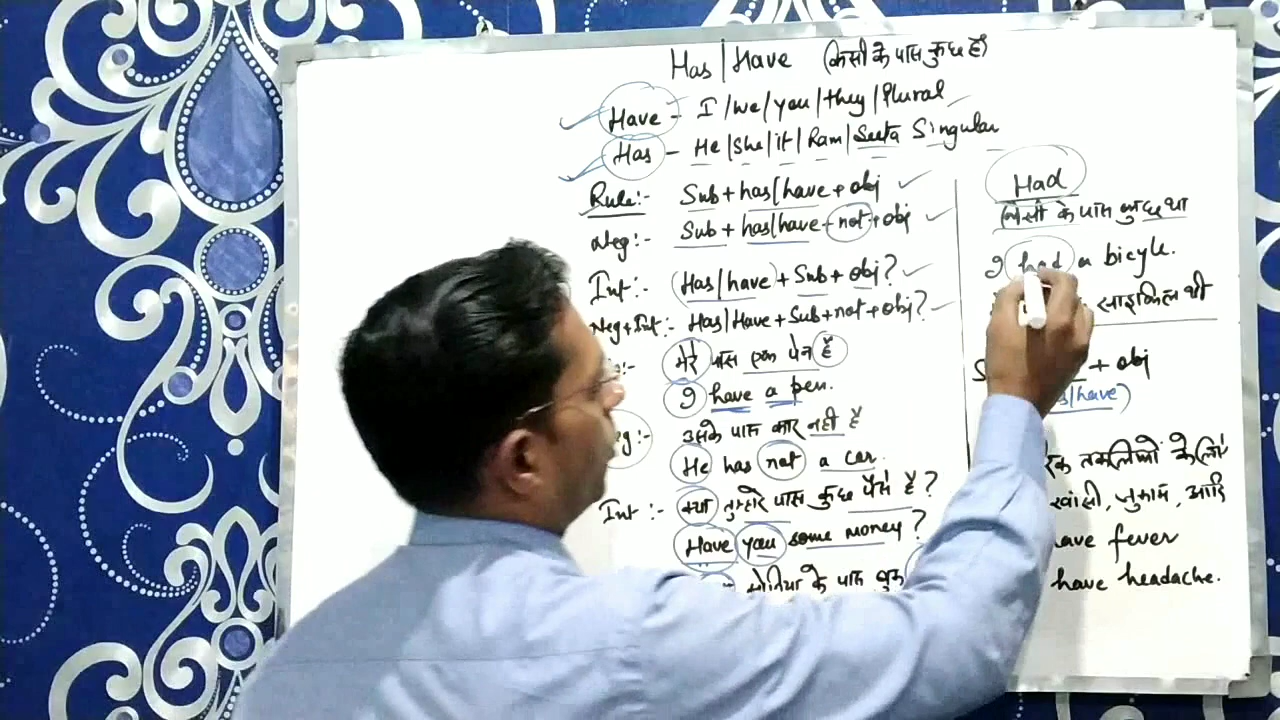 Has/Have (किसी के पास कुछ है)
Have - I/we/you/they/Plural
Has - He/She/it/Ram/Seeta Singular
Rule:- Sub + has/have + obj
Neg:- Sub + has/have + not + obj
Int:- (Has/have) + Sub + obj?
Neg+Int:- Has/Have + Sub + not + obj?
मेरे पास एक पेन है
I have a pen.
उसके पास कार नहीं है
He has not a car.
Int:- क्या तुम्हारे पास कुछ पैसे है?
Have you some money?
के पास कुछ
Had
किसी के पास कुछ था
I had a bicyle.
साइकिल थी
+ obj
/have)
खांसी, जुकाम, आदि
have fever
have headache.